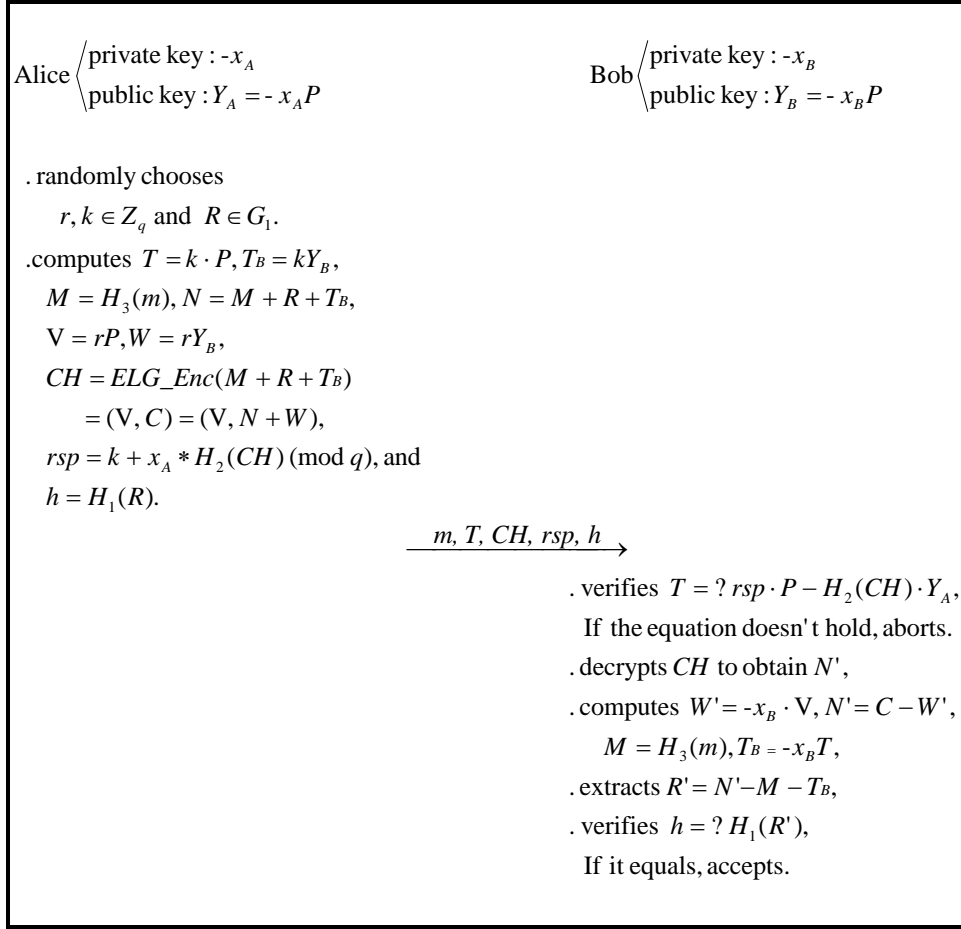 Alice private key : -x_A
public key : Y_A = - x_A P
Bob private key : -x_B
public key : Y_B = - x_B P
. randomly chooses
r, k ∈ Z_q and R ∈ G_1.
.computes T = k · P, T_B = kY_B,
M = H_3(m), N = M + R + T_B,
V = rP, W = rY_B,
CH = ELG_Enc(M + R + T_B)
= (V, C) = (V, N + W),
rsp = k + x_A * H_2(CH) (mod q), and
h = H_1(R).
m, T, CH, rsp, h
. verifies T = ? rsp · P − H_2(CH) · Y_A,
If the equation doesn't hold, aborts.
. decrypts CH to obtain N',
. computes W' = -x_B · V, N' = C − W',
M = H_3(m), T_B = -x_B T,
. extracts R' = N'−M − T_B,
. verifies h = ? H_1(R'),
If it equals, accepts.